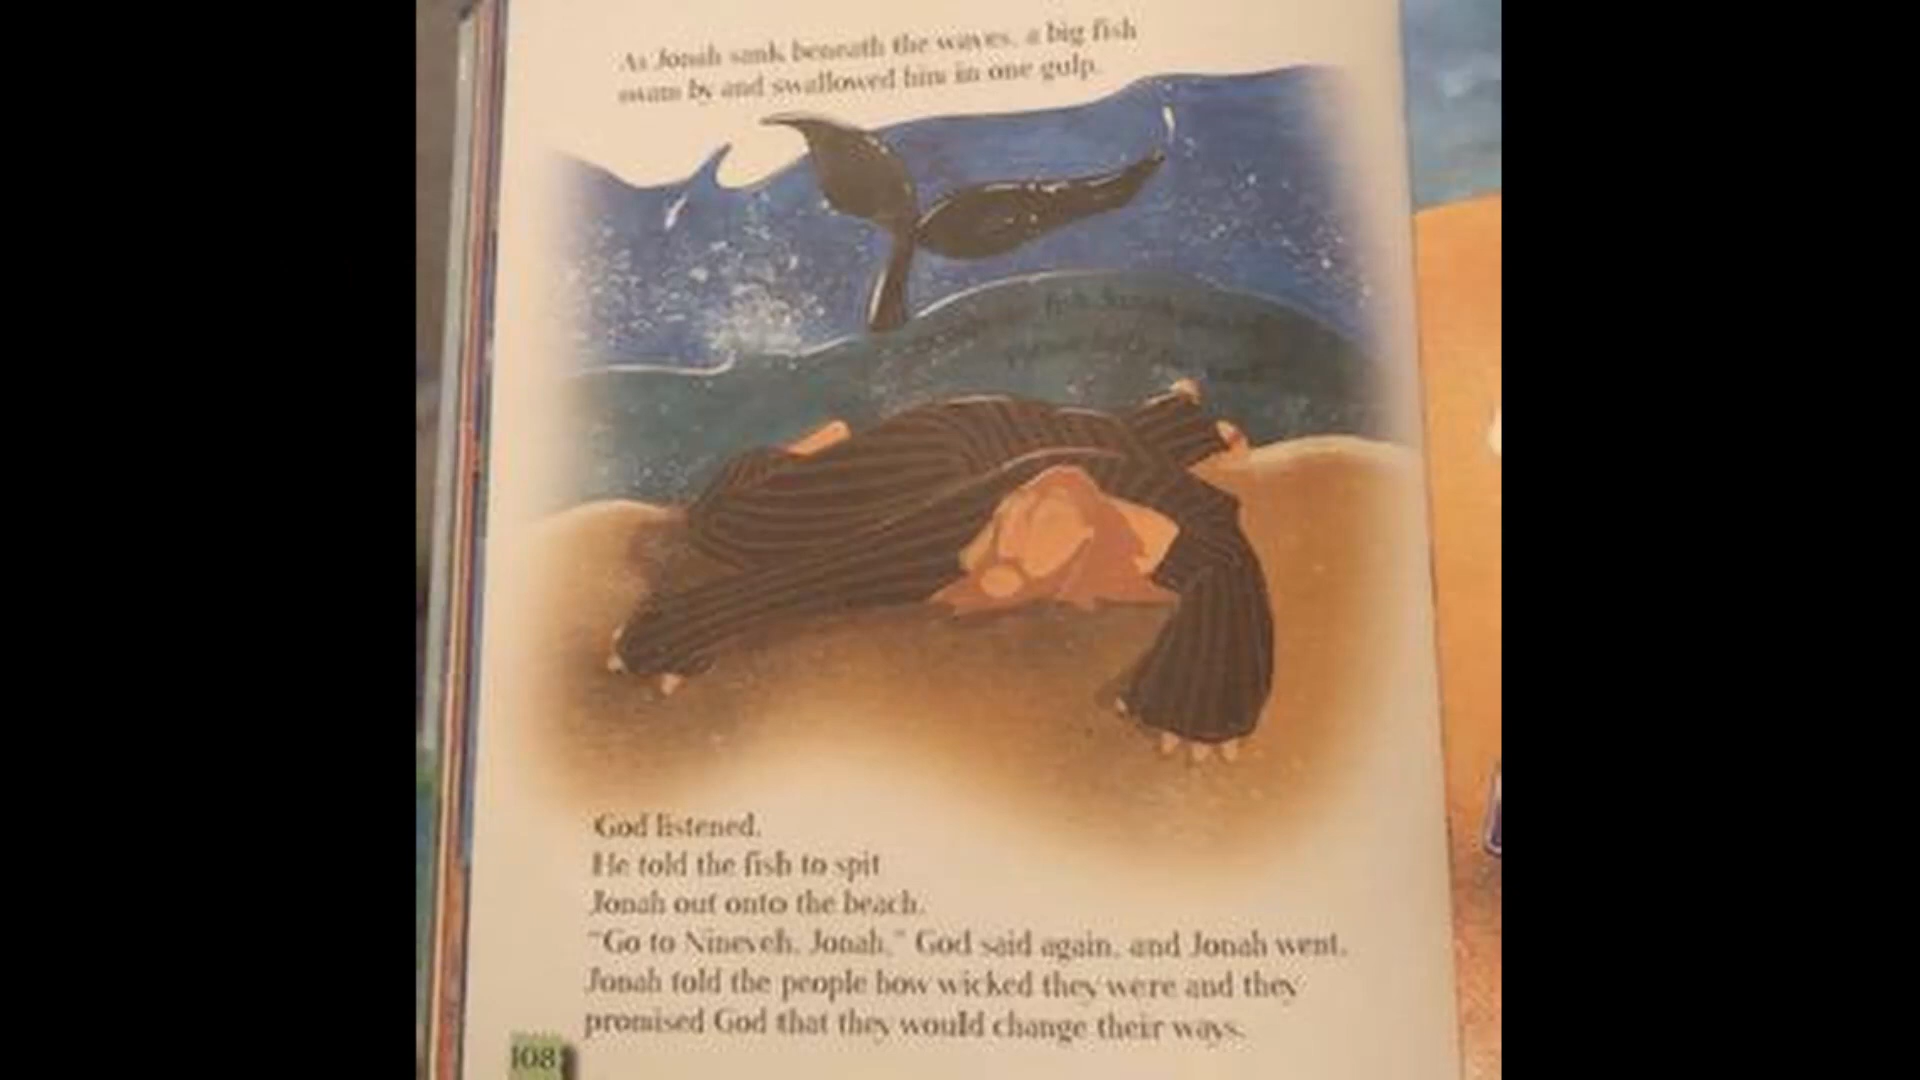 As Jonah sank beneath the waves, a big fish
swam by and swallowed him in one gulp.
God listened.
He told the fish to spit
Jonah out onto the beach.
"Go to Nineveh, Jonah," God said again, and Jonah went.
Jonah told the people how wicked they were and they
promised God that they would change their ways.
108